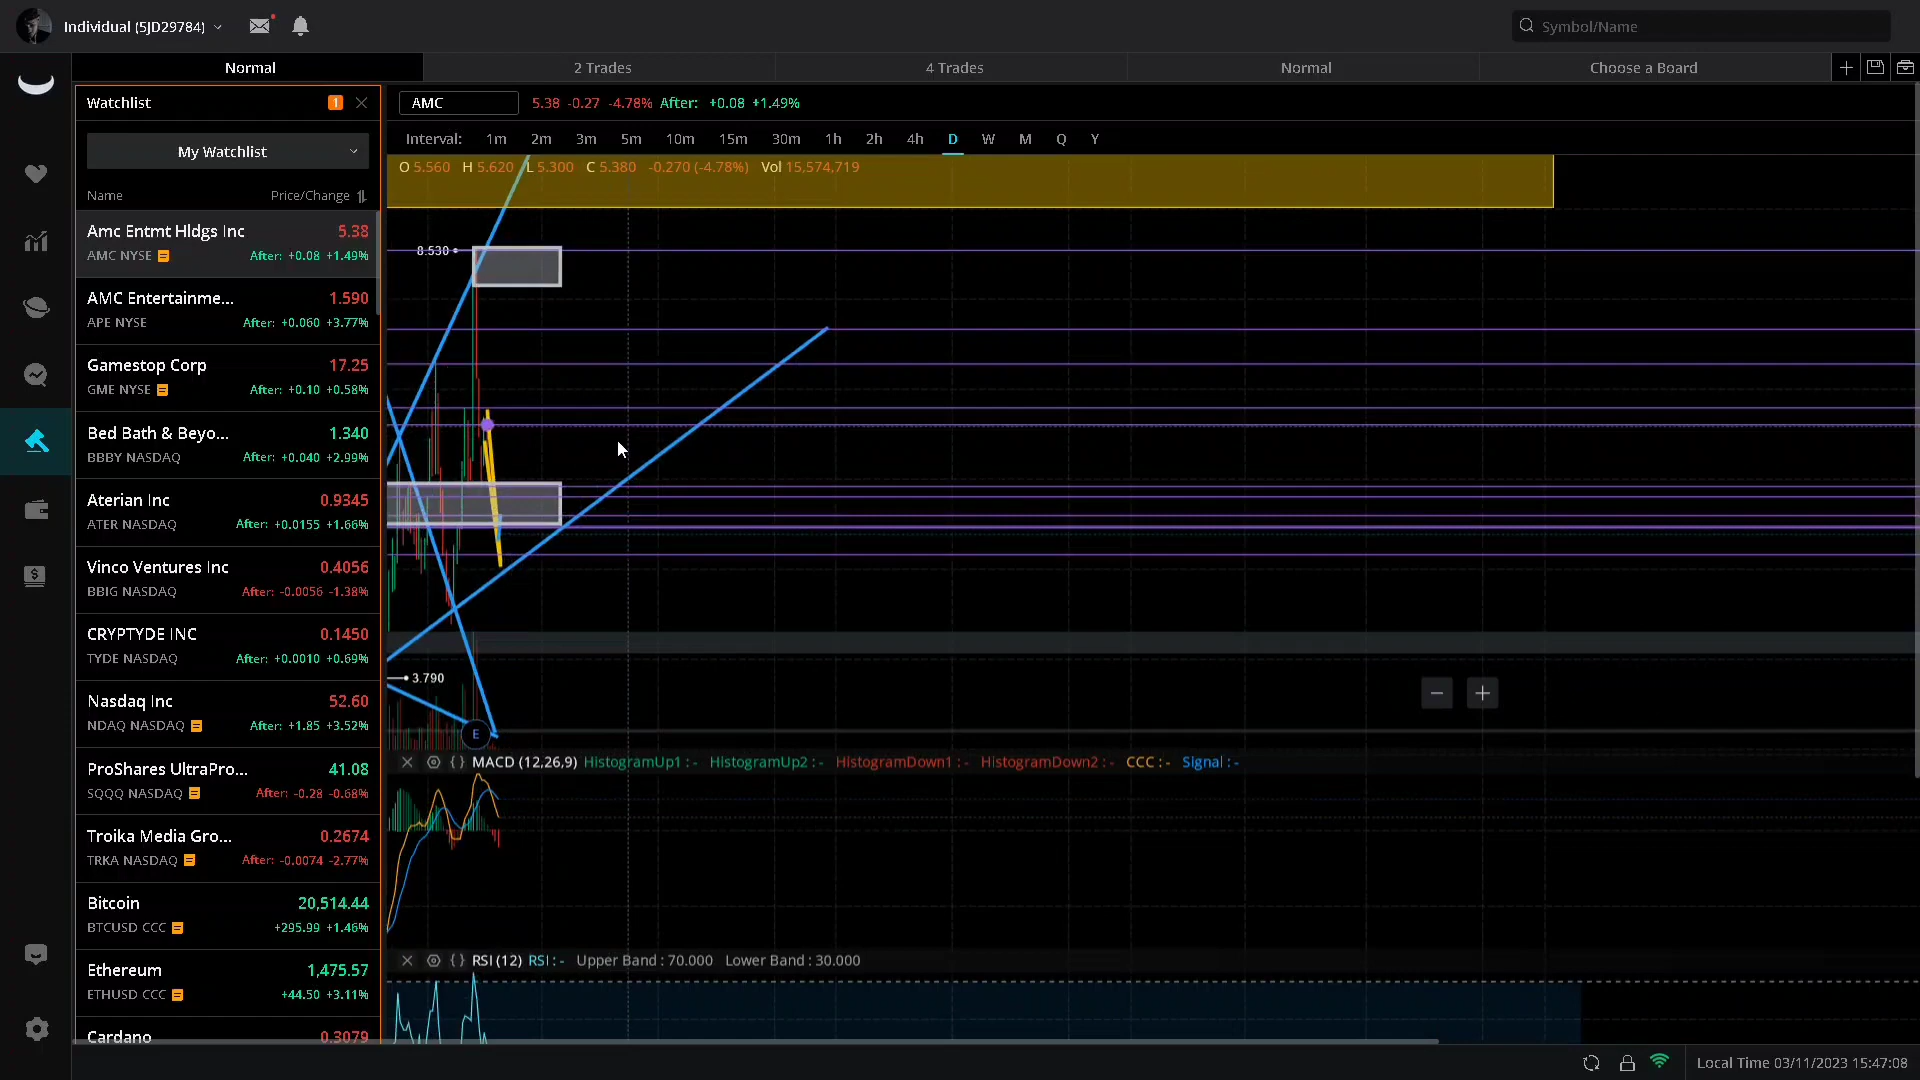 Individual (5JD29784)
Symbol/Name
Normal
2 Trades
4 Trades
Normal
Choose a Board
Watchlist
1
My Watchlist
Name
Price/Change
Amc Entmt Hldgs Inc 5.38
AMC NYSE After: +0.08 +1.49%
AMC Entertainme... 1.590
APE NYSE After: +0.060 +3.77%
Gamestop Corp 17.25
GME NYSE After: +0.10 +0.58%
Bed Bath & Beyo... 1.340
BBBY NASDAQ After: +0.040 +2.99%
Aterian Inc 0.9345
ATER NASDAQ After: +0.0155 +1.66%
Vinco Ventures Inc 0.4056
BBIG NASDAQ After: -0.0056 -1.38%
CRYPTYDE INC 0.1450
TYDE NASDAQ After: +0.0010 +0.69%
Nasdaq Inc 52.60
NDAQ NASDAQ After: +1.85 +3.52%
ProShares UltraPro... 41.08
SQQQ NASDAQ After: -0.28 -0.68%
Troika Media Gro... 0.2674
TRKA NASDAQ After: -0.0074 -2.77%
Bitcoin 20,514.44
BTCUSD CCC +295.99 +1.46%
Ethereum 1,475.57
ETHUSD CCC +44.50 +3.11%
Cardano 0.3079
AMC 5.38 -0.27 -4.78% After: +0.08 +1.49%
Interval: 1m 2m 3m 5m 10m 15m 30m 1h 2h 4h D W M Q Y
O 5.560 H 5.620 L 5.300 C 5.380 -0.270 (-4.78%) Vol 15,574,719
8.530
3.790
E
MACD (12,26,9) HistogramUp1 : - HistogramUp2 : - HistogramDown1 : - HistogramDown2 : - CCC : - Signal : -
RSI (12) RSI : - Upper Band : 70.000 Lower Band : 30.000
Local Time 03/11/2023 15:47:08